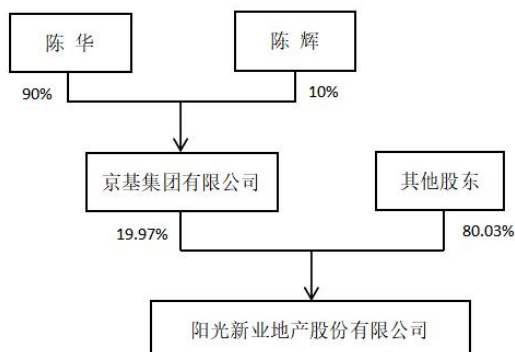 陈 华
陈 辉
90%
10%
京基集团有限公司
其他股东
19.97%
80.03%
阳光新业地产股份有限公司